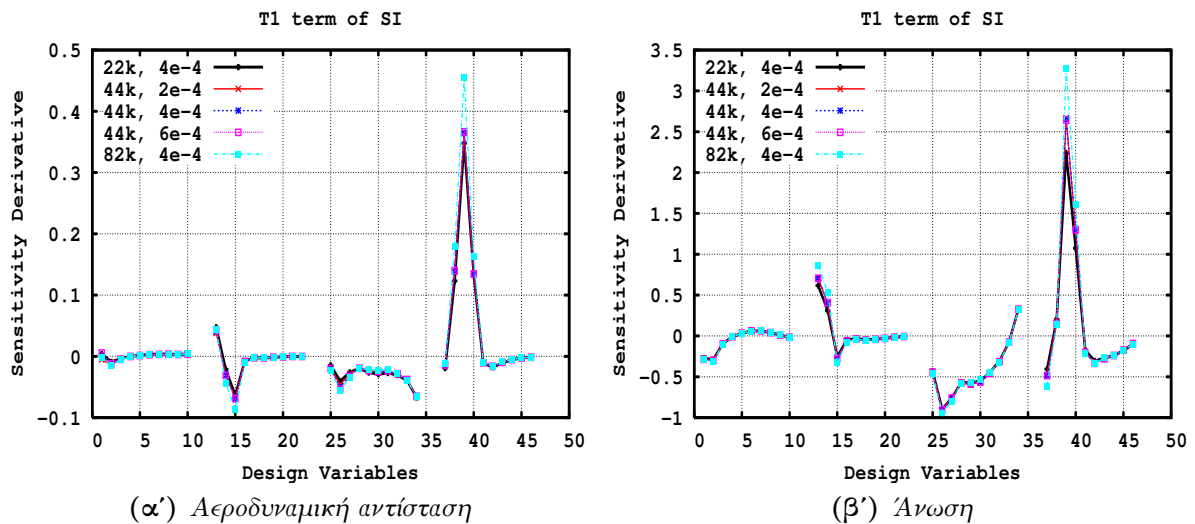 T1 term of SI
0.5
0.4
0.3
0.2
0.1
0
−0.1
Sensitivity Derivative
22k, 4e−4
44k, 2e−4
44k, 4e−4
44k, 6e−4
82k, 4e−4
0 5 10 15 20 25 30 35 40 45 50
Design Variables
(αʹ) Αεροδυναμική αντίσταση
T1 term of SI
3.5
3
2.5
2
1.5
1
0.5
0
−0.5
−1
Sensitivity Derivative
22k, 4e−4
44k, 2e−4
44k, 4e−4
44k, 6e−4
82k, 4e−4
0 5 10 15 20 25 30 35 40 45 50
Design Variables
(βʹ) Άνωση